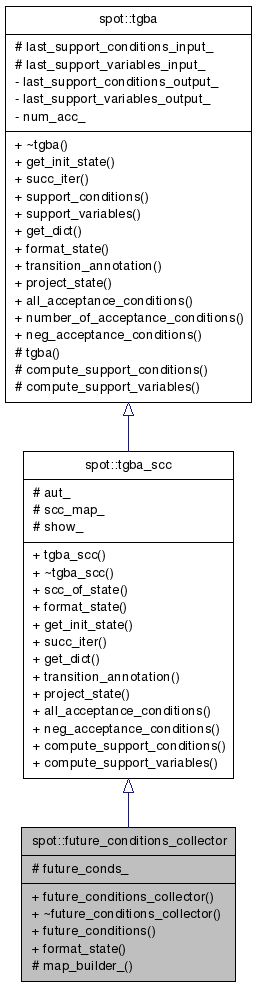 spot::tgba
# last_support_conditions_input_
# last_support_variables_input_
- last_support_conditions_output_
- last_support_variables_output_
- num_acc_
+ ~tgba()
+ get_init_state()
+ succ_iter()
+ support_conditions()
+ support_variables()
+ get_dict()
+ format_state()
+ transition_annotation()
+ project_state()
+ all_acceptance_conditions()
+ number_of_acceptance_conditions()
+ neg_acceptance_conditions()
# tgba()
# compute_support_conditions()
# compute_support_variables()
spot::tgba_scc
# aut_
# scc_map_
# show_
+ tgba_scc()
+ ~tgba_scc()
+ scc_of_state()
+ format_state()
+ get_init_state()
+ succ_iter()
+ get_dict()
+ transition_annotation()
+ project_state()
+ all_acceptance_conditions()
+ neg_acceptance_conditions()
+ compute_support_conditions()
+ compute_support_variables()
spot::future_conditions_collector
# future_conds_
+ future_conditions_collector()
+ ~future_conditions_collector()
+ future_conditions()
+ format_state()
# map_builder_()